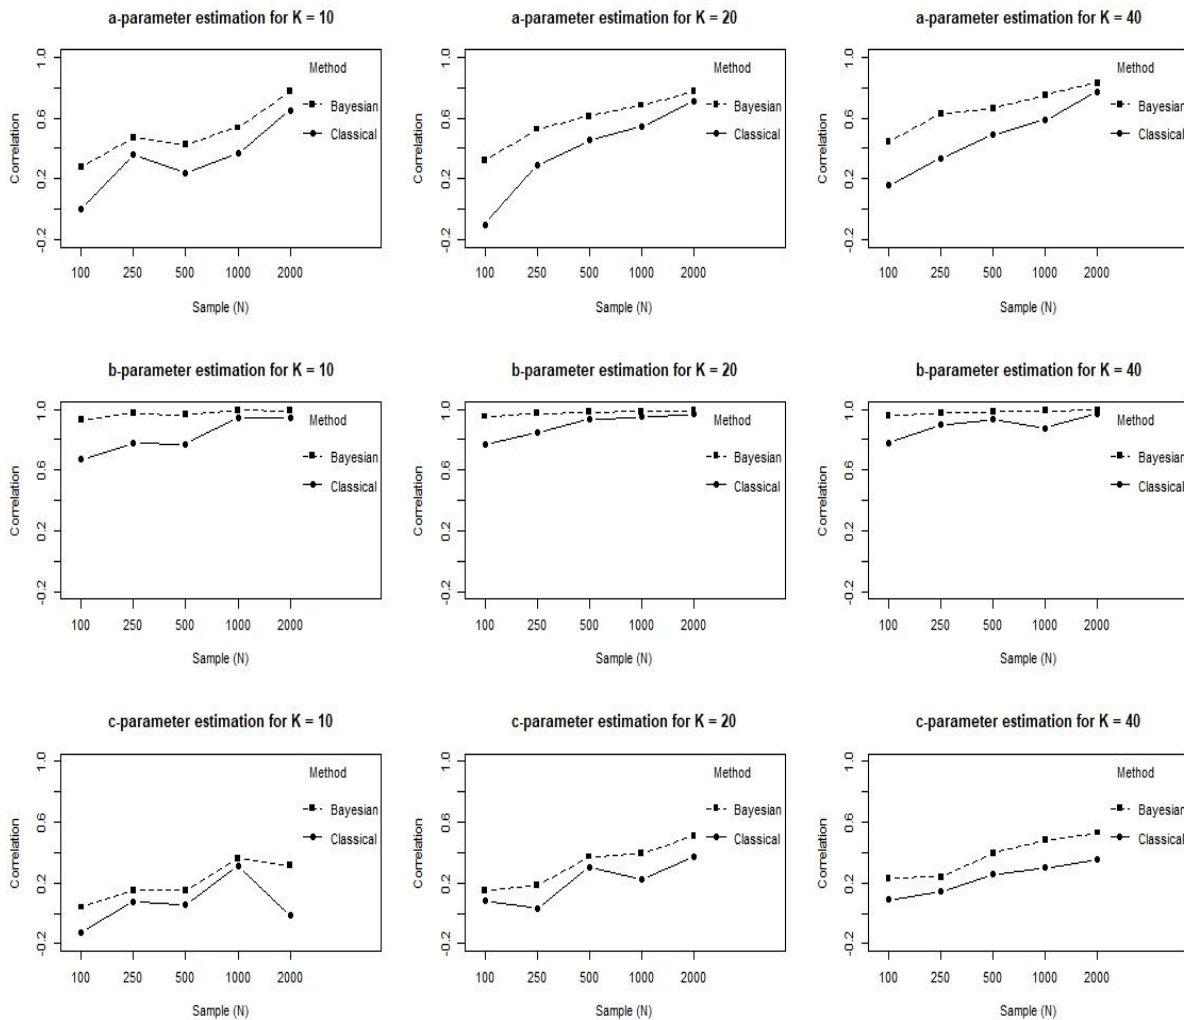 a-parameter estimation for K = 10
Correlation
1.0
0.6
0.2
-0.2
Method
Bayesian
Classical
100 250 500 1000 2000
Sample (N)
a-parameter estimation for K = 20
Correlation
1.0
0.6
0.2
-0.2
Method
Bayesian
Classical
100 250 500 1000 2000
Sample (N)
a-parameter estimation for K = 40
Correlation
1.0
0.6
0.2
-0.2
Method
Bayesian
Classical
100 250 500 1000 2000
Sample (N)
b-parameter estimation for K = 10
Correlation
1.0
0.6
0.2
-0.2
Method
Bayesian
Classical
100 250 500 1000 2000
Sample (N)
b-parameter estimation for K = 20
Correlation
1.0
0.6
0.2
-0.2
Method
Bayesian
Classical
100 250 500 1000 2000
Sample (N)
b-parameter estimation for K = 40
Correlation
1.0
0.6
0.2
-0.2
Method
Bayesian
Classical
100 250 500 1000 2000
Sample (N)
c-parameter estimation for K = 10
Correlation
1.0
0.6
0.2
-0.2
Method
Bayesian
Classical
100 250 500 1000 2000
Sample (N)
c-parameter estimation for K = 20
Correlation
1.0
0.6
0.2
-0.2
Method
Bayesian
Classical
100 250 500 1000 2000
Sample (N)
c-parameter estimation for K = 40
Correlation
1.0
0.6
0.2
-0.2
Method
Bayesian
Classical
100 250 500 1000 2000
Sample (N)